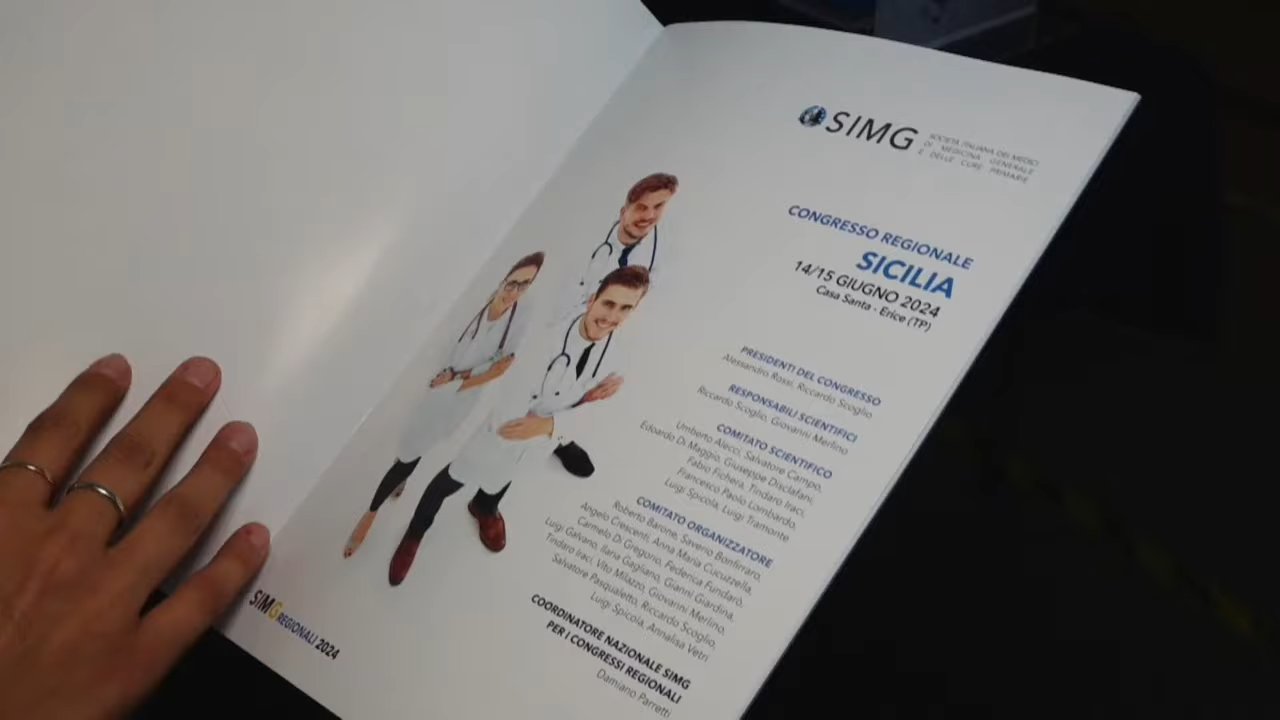 SIMG
SOCIETÀ ITALIANA DEI MEDICI
DI MEDICINA GENERALE
E DELLE CURE PRIMARIE
CONGRESSO REGIONALE
SICILIA
14/15 GIUGNO 2024
Casa Santa - Erice (TP)
PRESIDENTI DEL CONGRESSO
Alessandro Rossi, Riccardo Scoglio
RESPONSABILI SCIENTIFICI
Riccardo Scoglio, Giovanni Merlino
COMITATO SCIENTIFICO
Umberto Alecci, Salvatore Campo,
Edoardo Di Maggio, Giuseppe Disclafani,
Fabio Fichera, Tindaro Iraci,
Francesco Paolo Lombardo,
Luigi Spicola, Luigi Tramonte
COMITATO ORGANIZZATORE
Roberto Barone, Saverio Bonfirraro,
Angelo Crescenti, Anna Maria Cucuzzella,
Carmelo Di Gregorio, Federica Fundarò,
Luigi Galvano, Ilaria Gagliano, Gianni Giardina,
Tindaro Iraci, Vito Milazzo, Giovanni Merlino,
Salvatore Pasqualetto, Riccardo Scoglio,
Luigi Spicola, Annalisa Vetri
COORDINATORE NAZIONALE SIMG
PER I CONGRESSI REGIONALI
Damiano Parretti
SIMG REGIONALI 2024